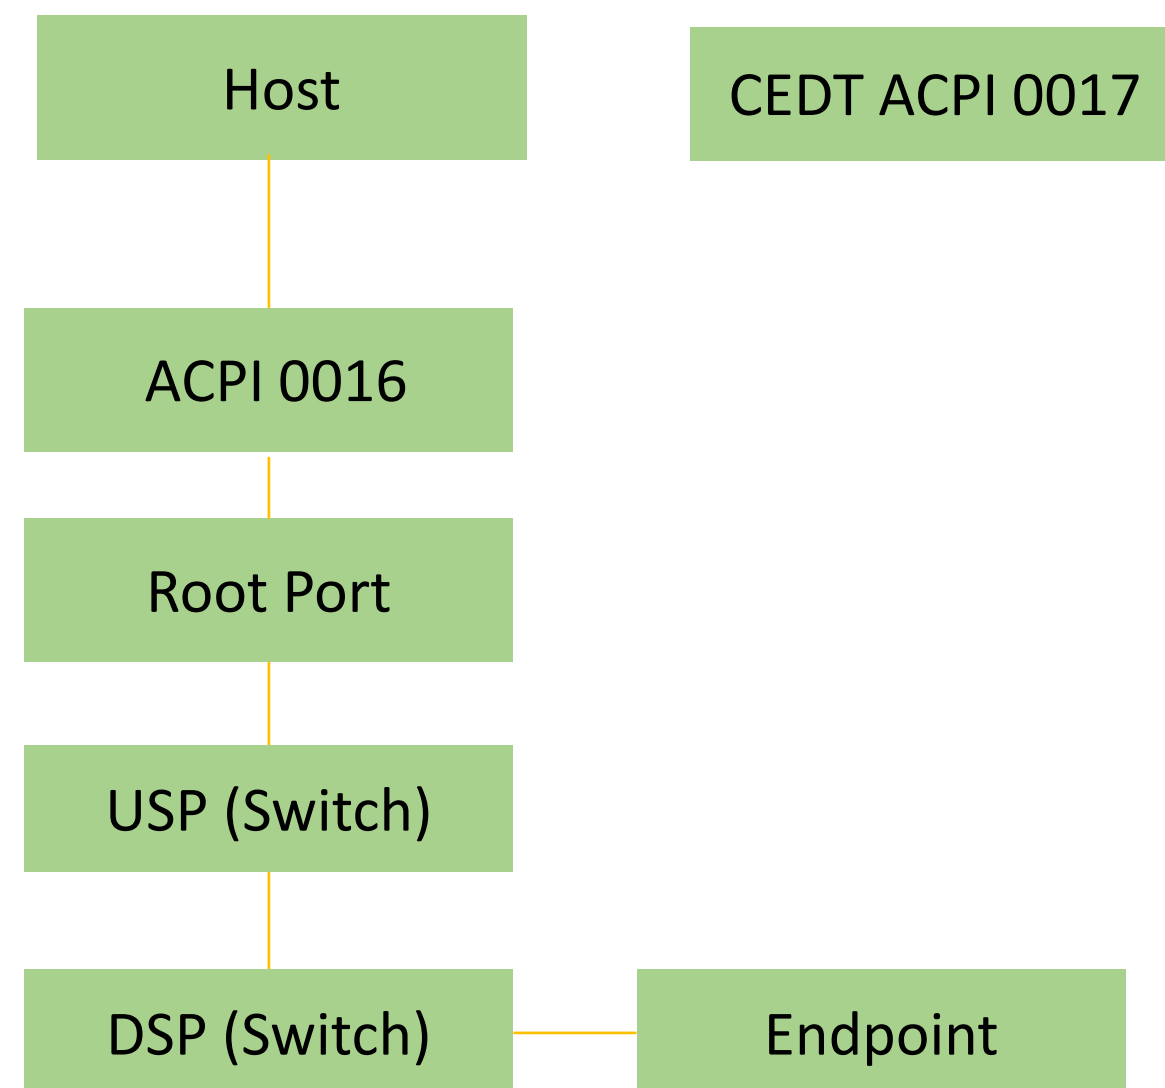 Host
CEDT ACPI 0017
ACPI 0016
Root Port
USP (Switch)
DSP (Switch)
Endpoint